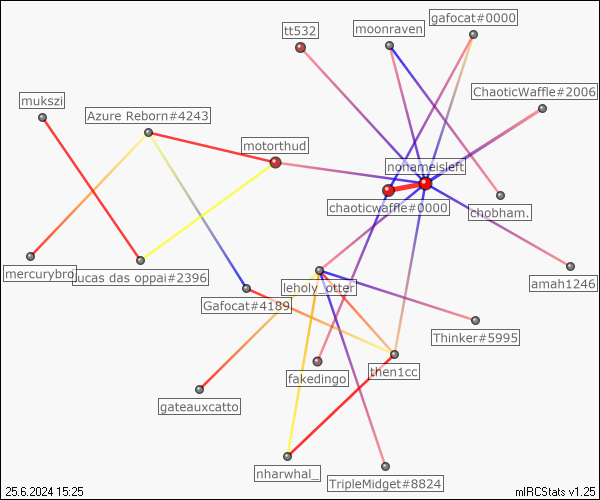 gafocat#0000
tt532
moonraven
ChaoticWaffle#2006
mukszi
Azure Reborn#4243
motorthud
nonameisleft
chaoticwaffle#0000
chobham.
mercurybro
lucas das oppai#2396
leholy_otter
amah1246
Gafocat#4189
Thinker#5995
then1cc
fakedingo
gateauxcatto
nharwhal_
TripleMidget#8824
25.6.2024 15:25
mIRCStats v1.25